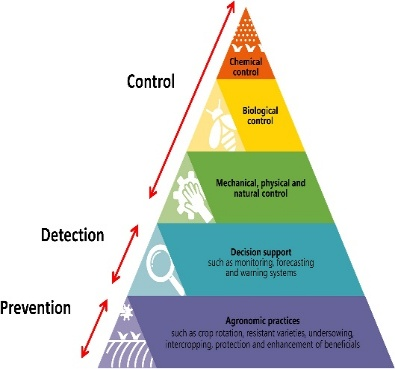 Control
Detection
Prevention
Chemical
control
Biological
control
Mechanical, physical and
natural control
Decision support
such as monitoring, forecasting
and warning systems
Agronomic practices
such as crop rotation, resistant varieties, undersowing,
intercropping, protection and enhancement of beneficials